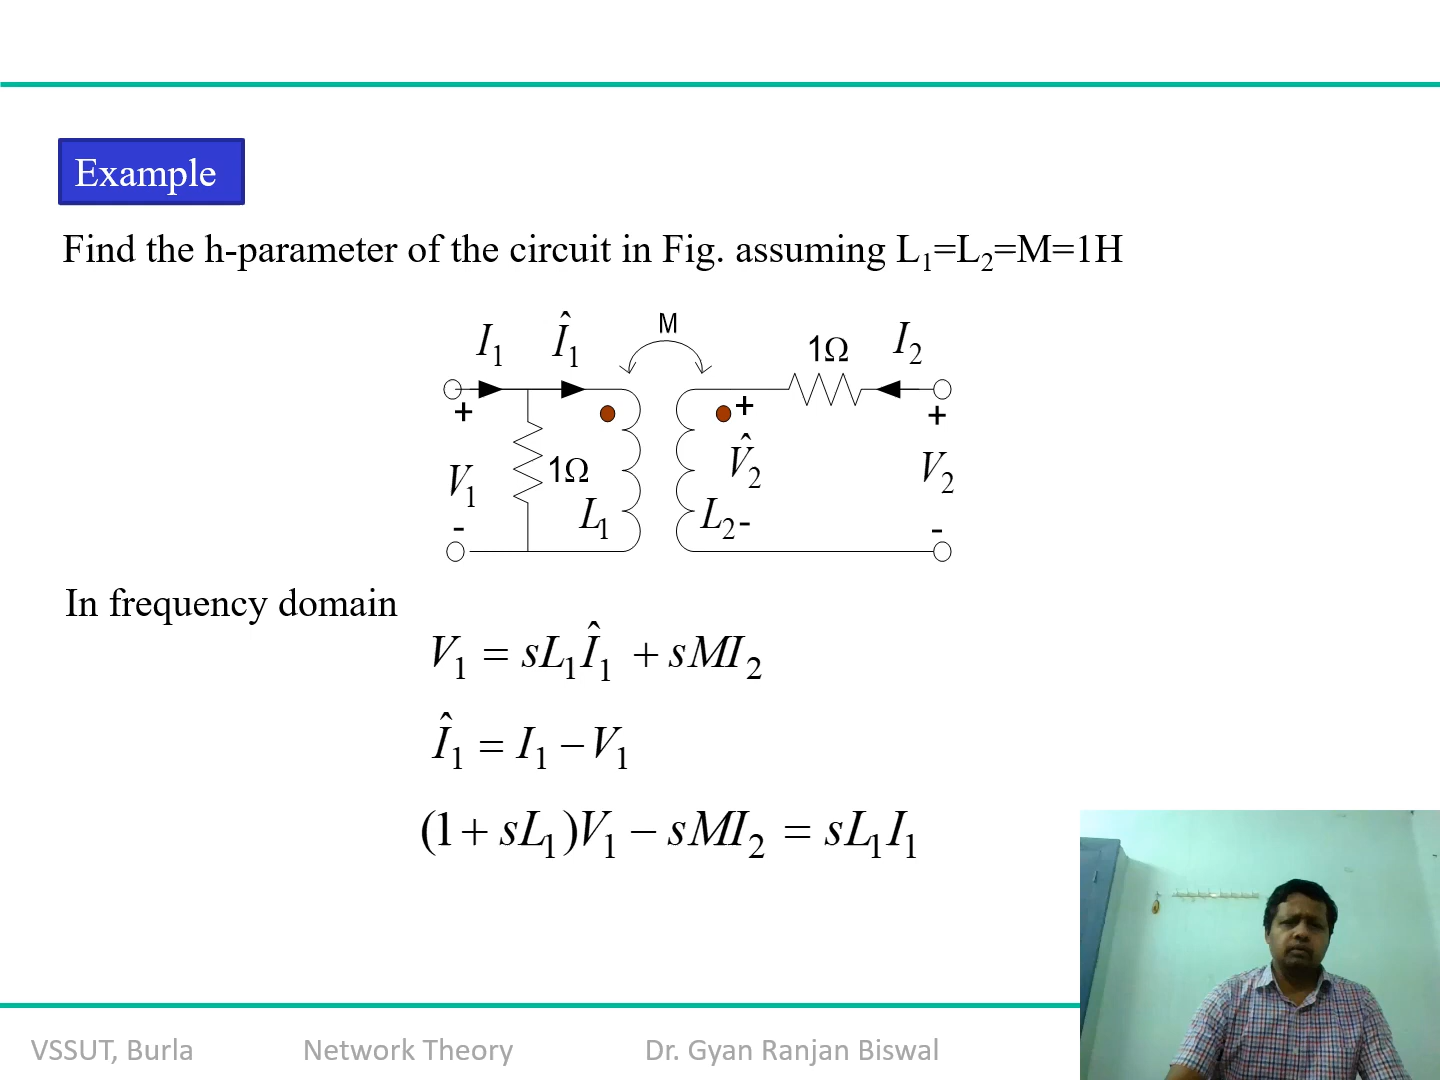 Example
Find the h-parameter of the circuit in Fig. assuming L₁=L₂=M=1H
I₁ Î₁ M 1Ω I₂
+ + +
V₁ 1Ω L₁ L₂ V̂₂ V₂
- - -
In frequency domain
V₁ = sL₁Î₁ + sMI₂
Î₁ = I₁ − V₁
(1 + sL₁)V₁ − sMI₂ = sL₁I₁
VSSUT, Burla Network Theory Dr. Gyan Ranjan Biswal